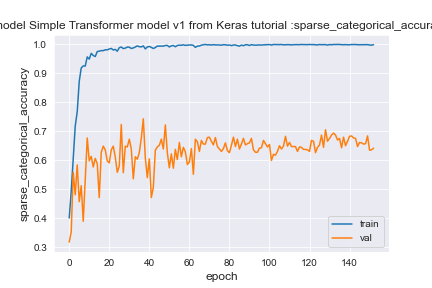 model Simple Transformer model v1 from Keras tutorial :sparse_categorical_accura
1.0
0.9
0.8
0.7
0.6
0.5
0.4
0.3
sparse_categorical_accuracy
0 20 40 60 80 100 120 140
epoch
train
val